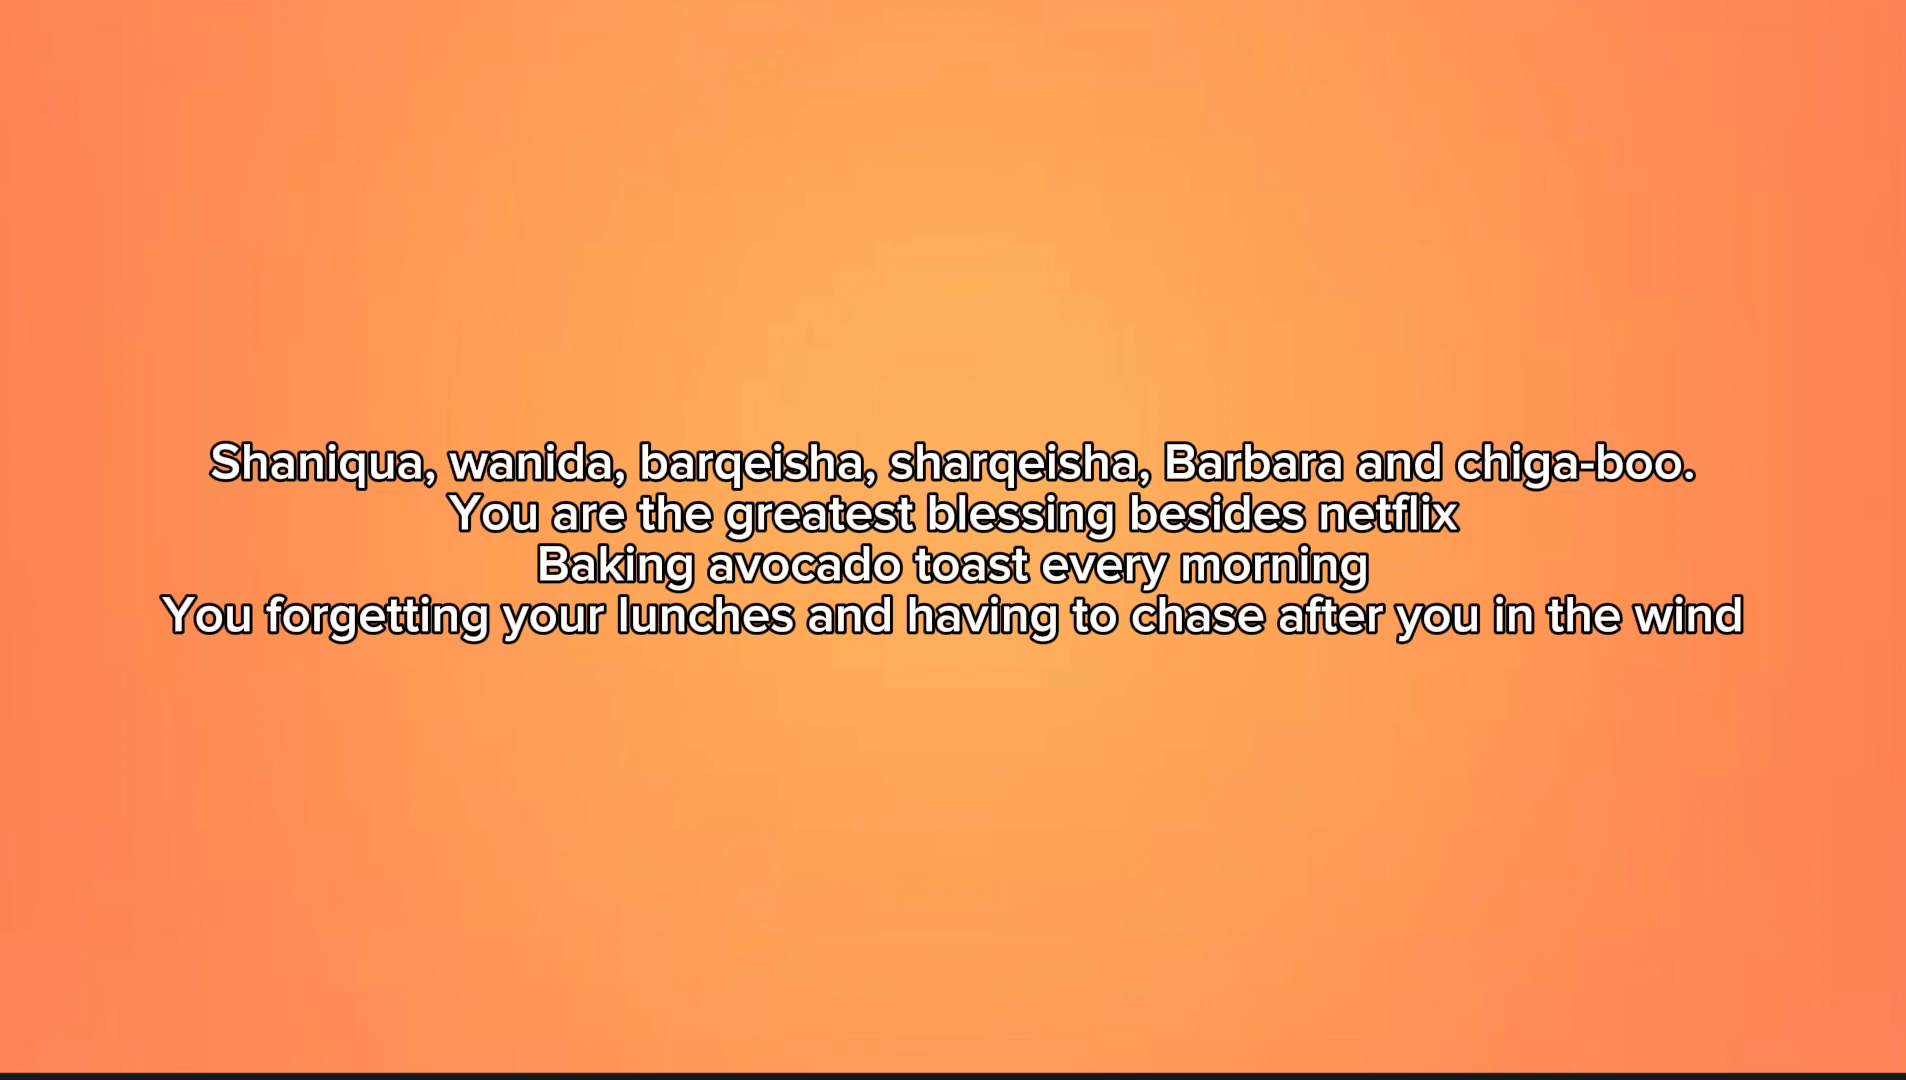 Shaniqua, wanida, barqeisha, sharqeisha, Barbara and chiga-boo.
You are the greatest blessing besides netflix
Baking avocado toast every morning
You forgetting your lunches and having to chase after you in the wind